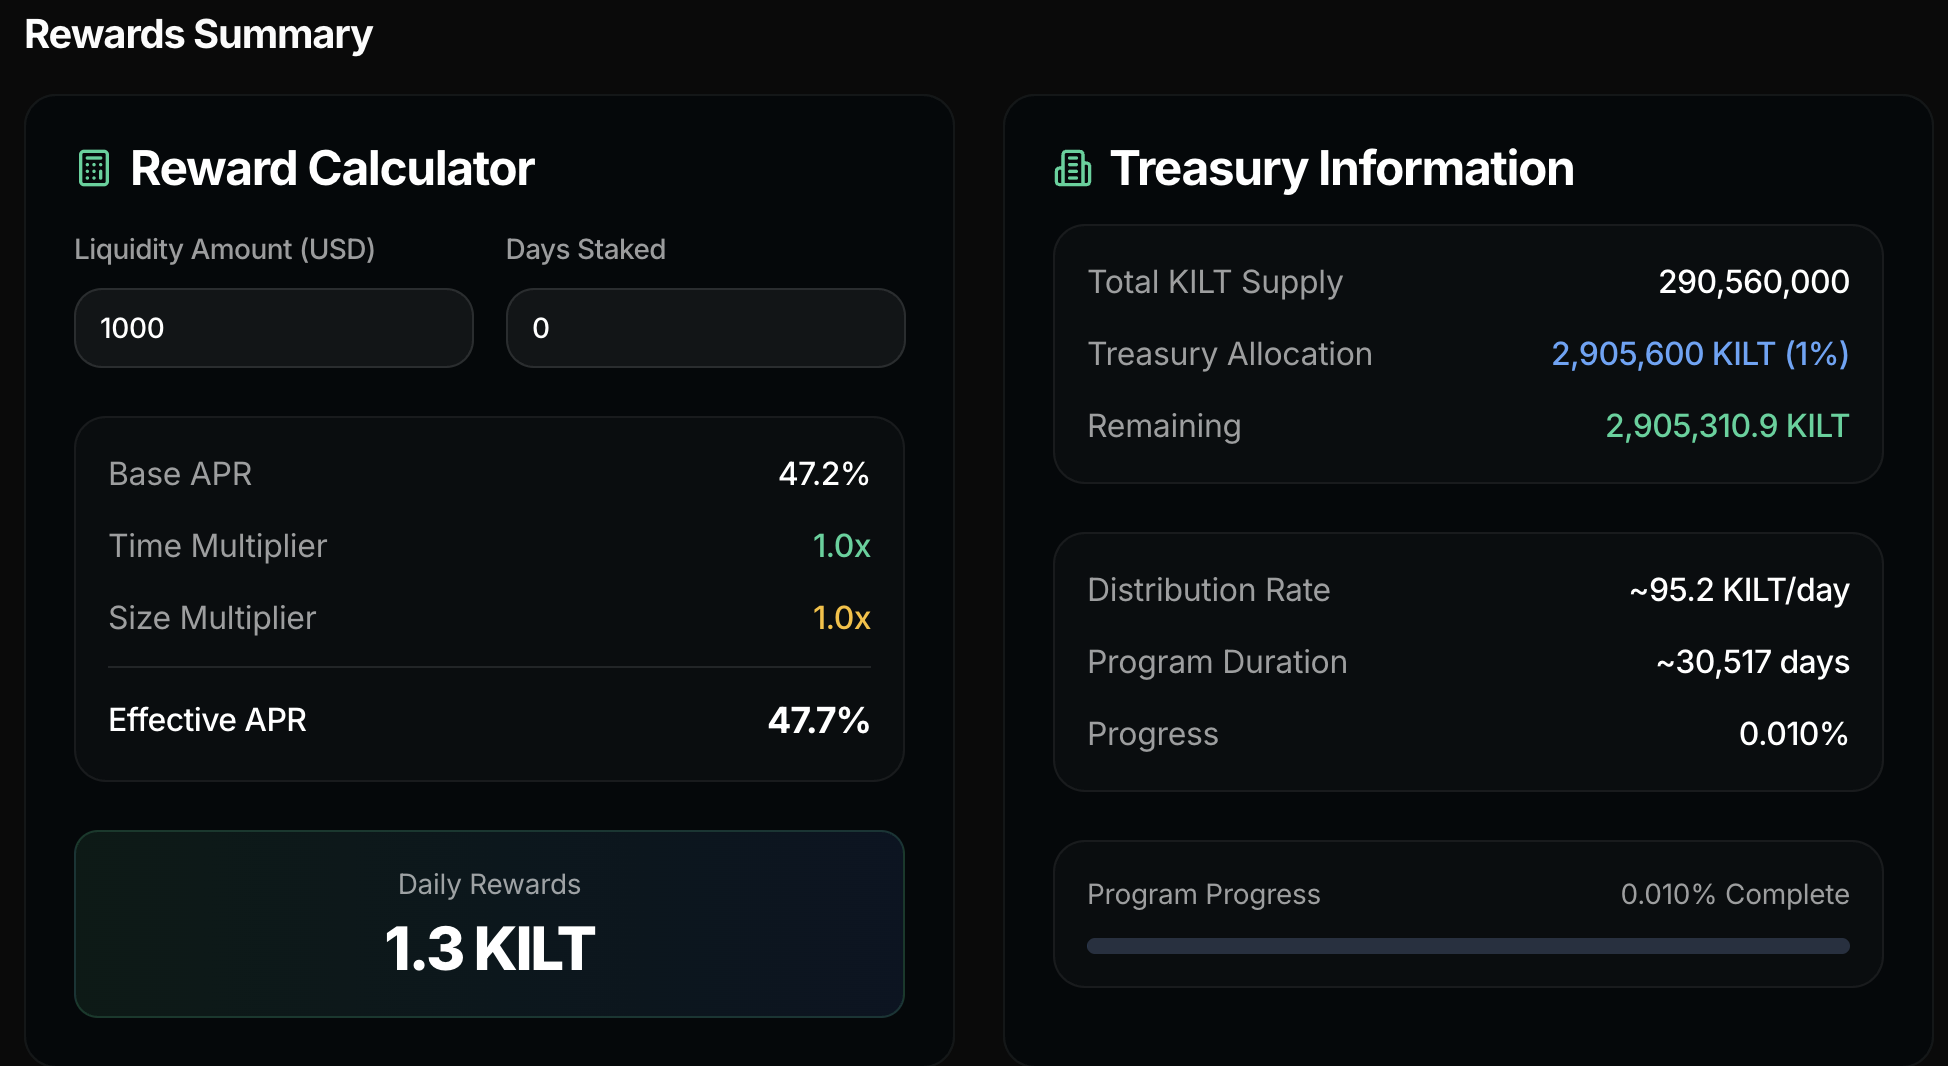 Rewards Summary
Reward Calculator
Liquidity Amount (USD)
Days Staked
1000
0
Base APR
47.2%
Time Multiplier
1.0x
Size Multiplier
1.0x
Effective APR
47.7%
Daily Rewards
1.3 KILT
Treasury Information
Total KILT Supply
290,560,000
Treasury Allocation
2,905,600 KILT (1%)
Remaining
2,905,310.9 KILT
Distribution Rate
~95.2 KILT/day
Program Duration
~30,517 days
Progress
0.010%
Program Progress
0.010% Complete